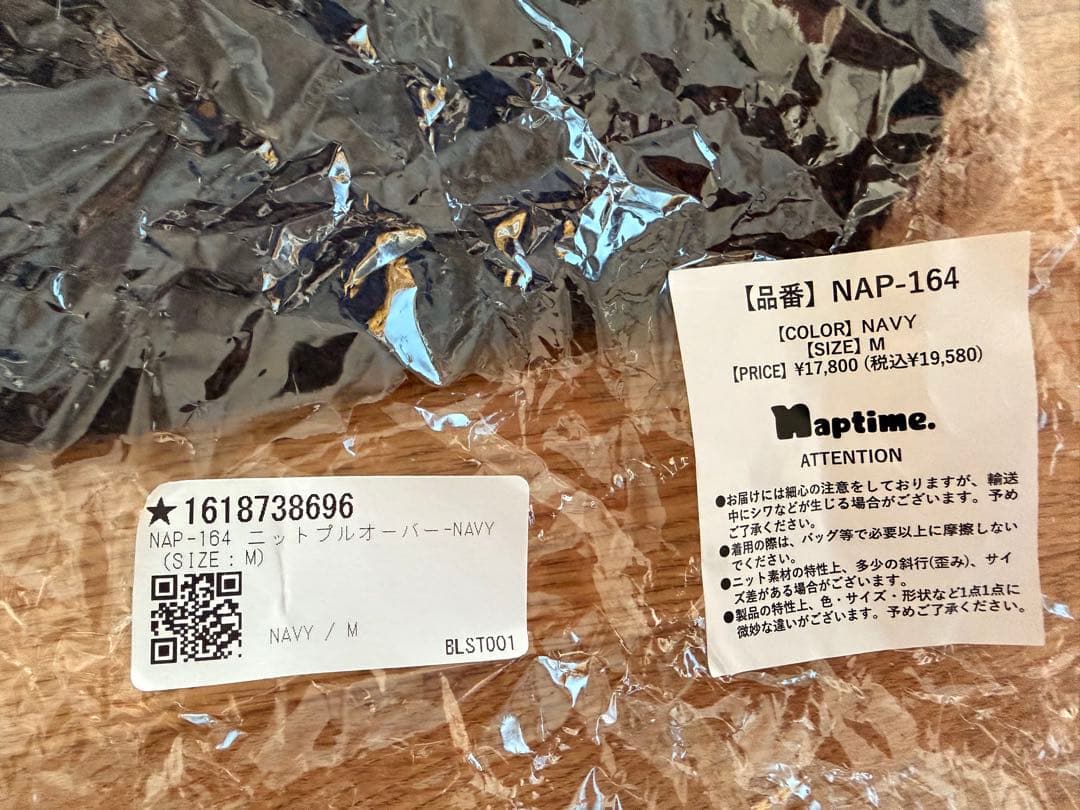 【品番】NAP-164
【COLOR】NAVY
【SIZE】M
【PRICE】¥17,800（税込¥19,580）
Naptime.
ATTENTION
●お届けには細心の注意をしておりますが、輸送
中にシワなどが生じる場合がございます。予め
ご了承ください。
●着用の際は、バッグ等で必要以上に摩擦しない
でください。
●ニット素材の特性上、多少の斜行(歪み)、サイ
ズ差がある場合がございます。
●製品の特性上、色・サイズ・形状など1点1点に
微妙な違いがございます。予めご了承ください。
★1618738696
NAP-164 ニットプルオーバー-NAVY
(SIZE：M)
NAVY / M
BLST001